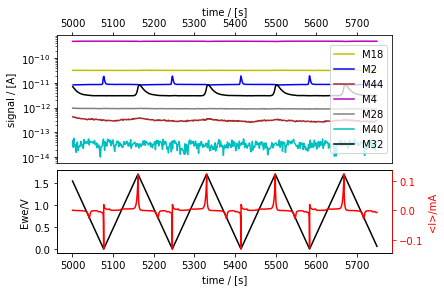 time / [s]
5000 5100 5200 5300 5400 5500 5600 5700
signal / [A]
10⁻¹⁰
10⁻¹¹
10⁻¹²
10⁻¹³
10⁻¹⁴
M18
M2
M44
M4
M28
M40
M32
Ewe/V
1.5
1.0
0.5
0.0
0.1
0.0
−0.1
<I>/mA
5000 5100 5200 5300 5400 5500 5600 5700
time / [s]